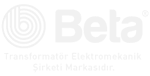 Beta®
Transformatör Elektromekanik
Şirketi Markasıdır.